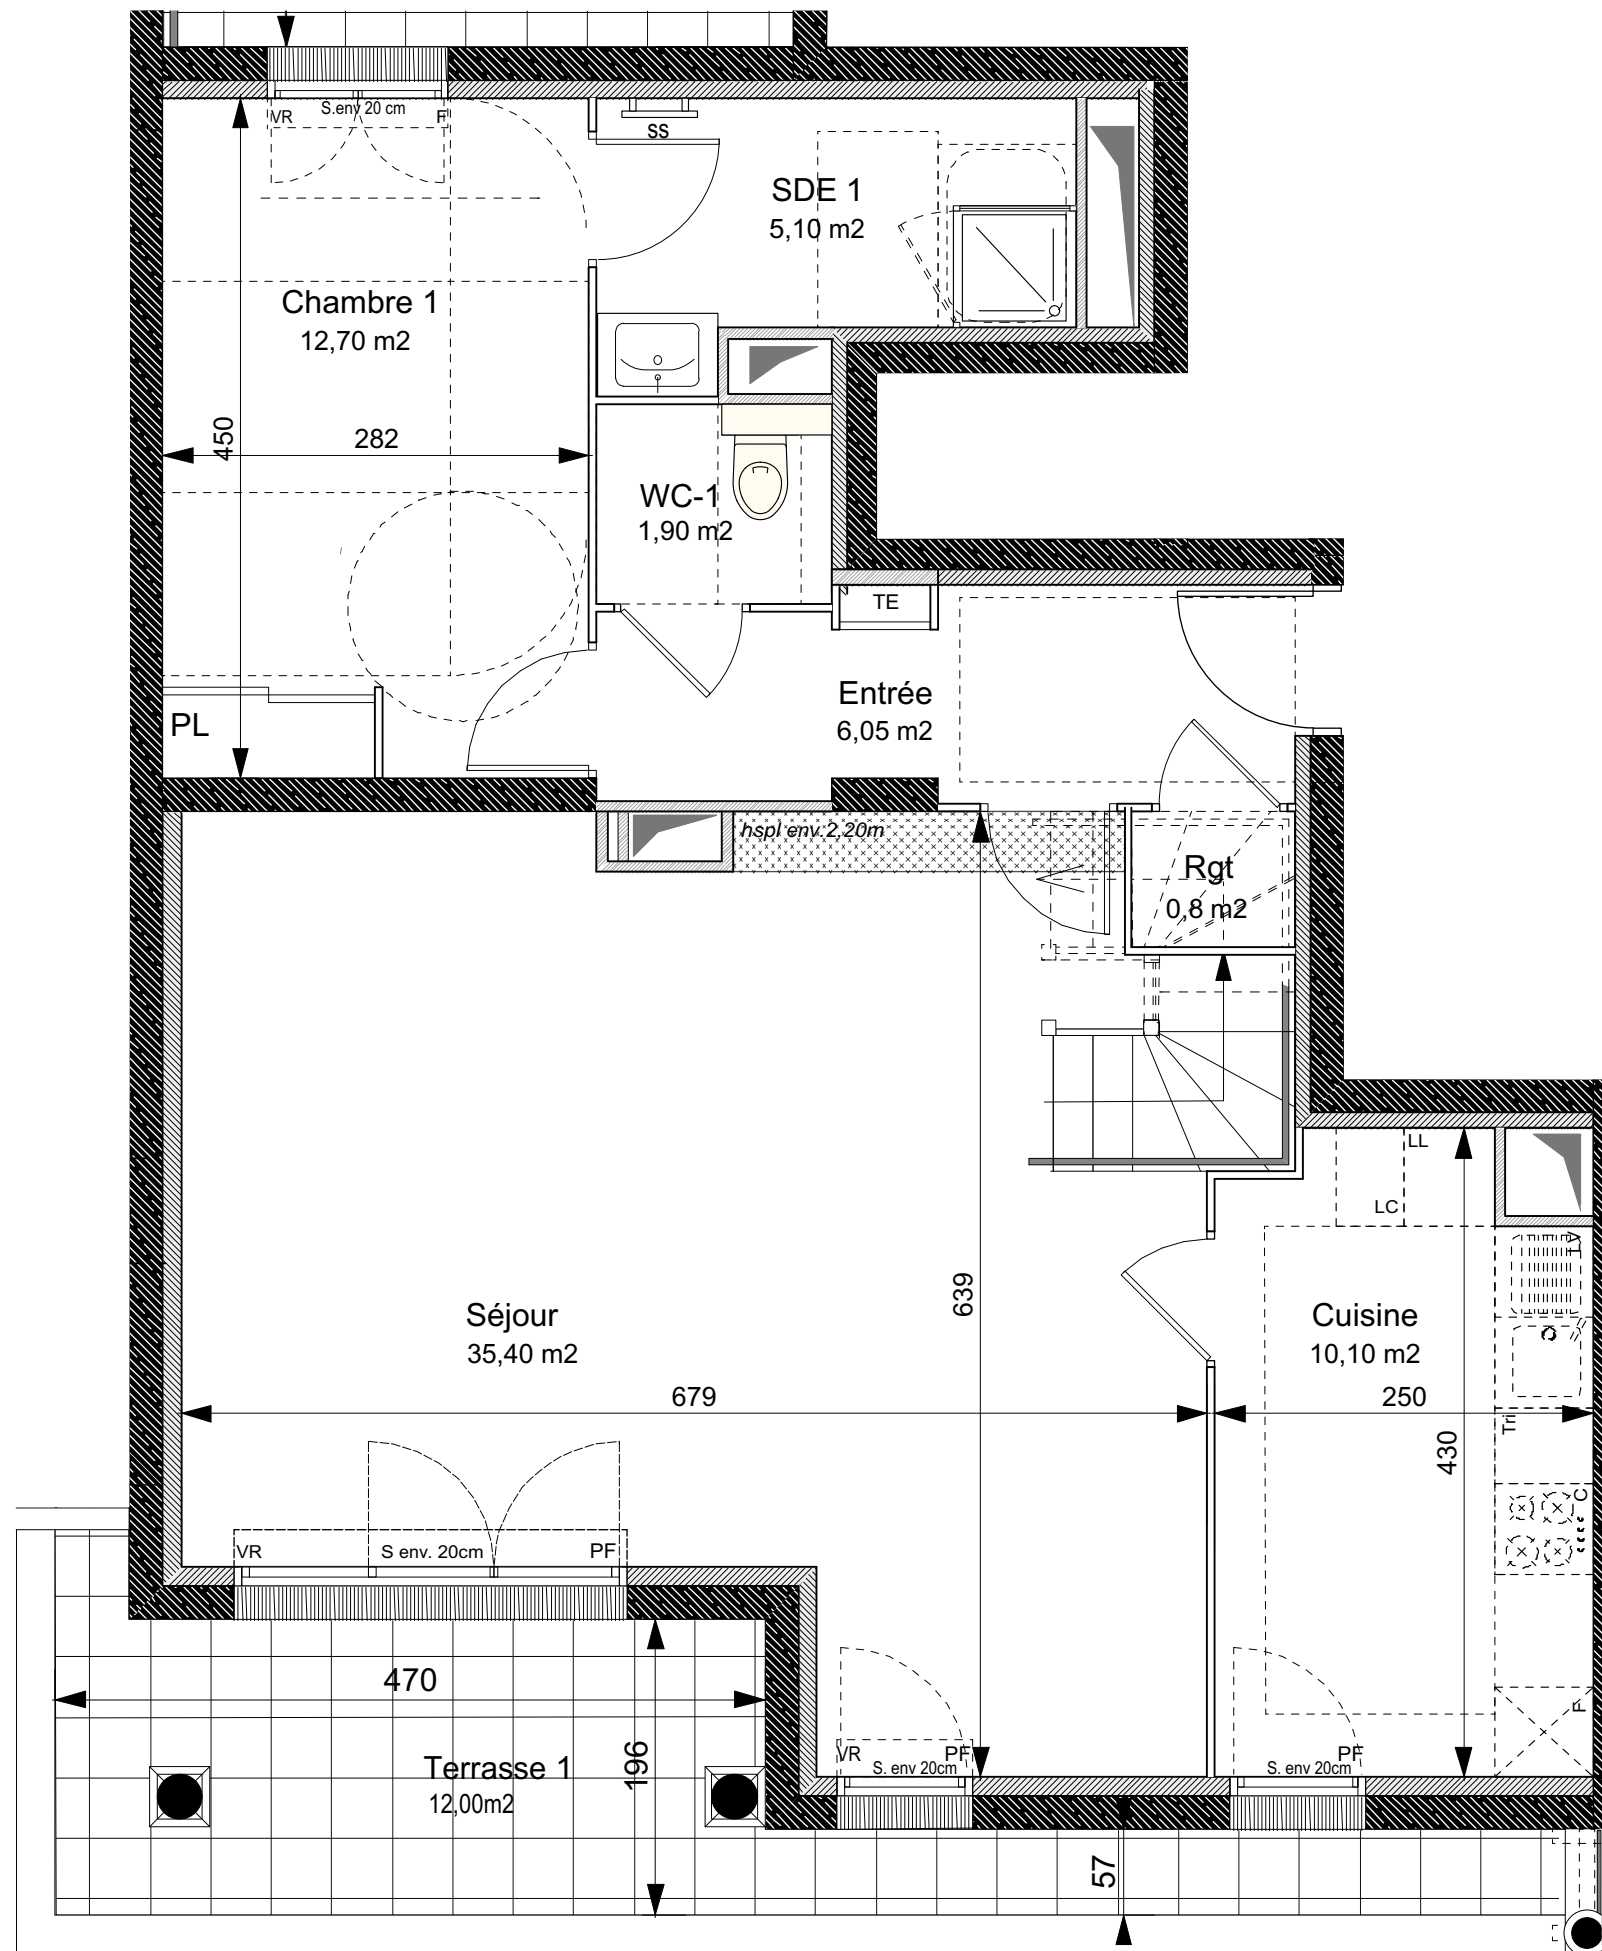 VR
S.env 20 cm
F
SS
SDE 1
5,10 m2
Chambre 1
12,70 m2
450
282
WC-1
1,90 m2
TE
Entrée
6,05 m2
PL
hspl env.2,20m
Rgt
0,8 m2
LL
LC
LV
Séjour
35,40 m2
639
Cuisine
10,10 m2
679
250
Tri
430
C
VR
S env. 20cm
PF
470
196
Terrasse 1
12,00m2
F
VR
PF
S. env 20cm
PF
S. env 20cm
57